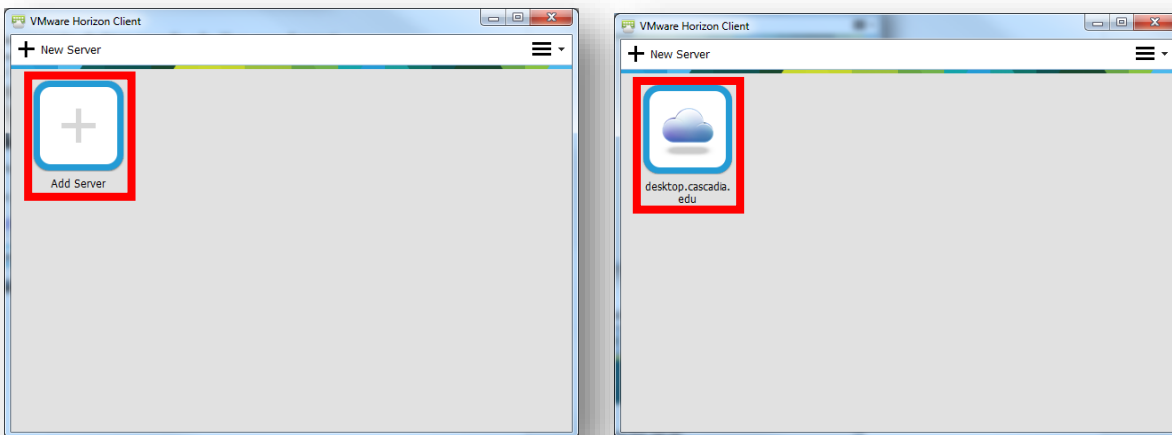 VMware Horizon Client
New Server
Add Server
VMware Horizon Client
New Server
desktop.cascadia.
edu